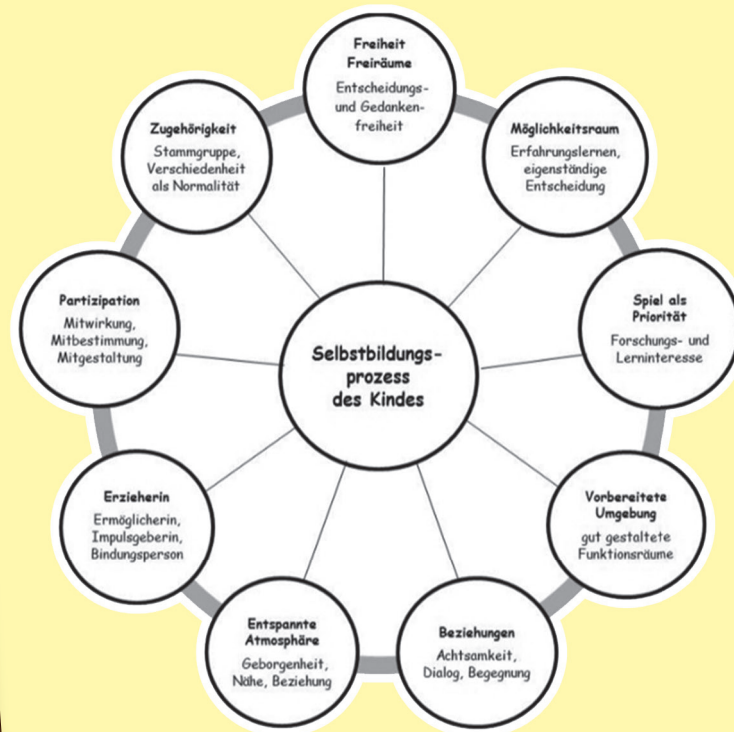 Freiheit
Freiräume
Entscheidungs-
und Gedanken-
freiheit
Möglichkeitsraum
Erfahrungslernen,
eigenständige
Entscheidung
Spiel als
Priorität
Forschungs- und
Lerninteresse
Vorbereitete
Umgebung
gut gestaltete
Funktionsräume
Beziehungen
Achtsamkeit,
Dialog, Begegnung
Entspannte
Atmosphäre
Geborgenheit,
Nähe, Beziehung
Erzieherin
Ermöglicherin,
Impulsgeberin,
Bindungsperson
Partizipation
Mitwirkung,
Mitbestimmung,
Mitgestaltung
Zugehörigkeit
Stammgruppe,
Verschiedenheit
als Normalität
Selbstbildungs-
prozess
des Kindes